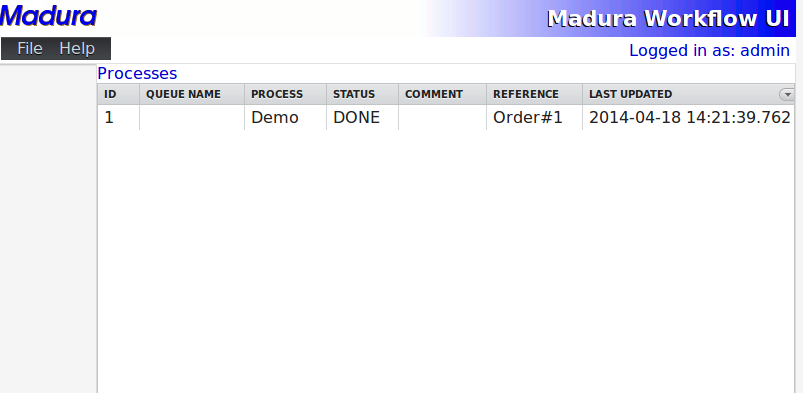 Madura
Madura Workflow UI
File Help
Logged in as: admin
Processes
ID QUEUE NAME PROCESS STATUS COMMENT REFERENCE LAST UPDATED
1 Demo DONE Order#1 2014-04-18 14:21:39.762